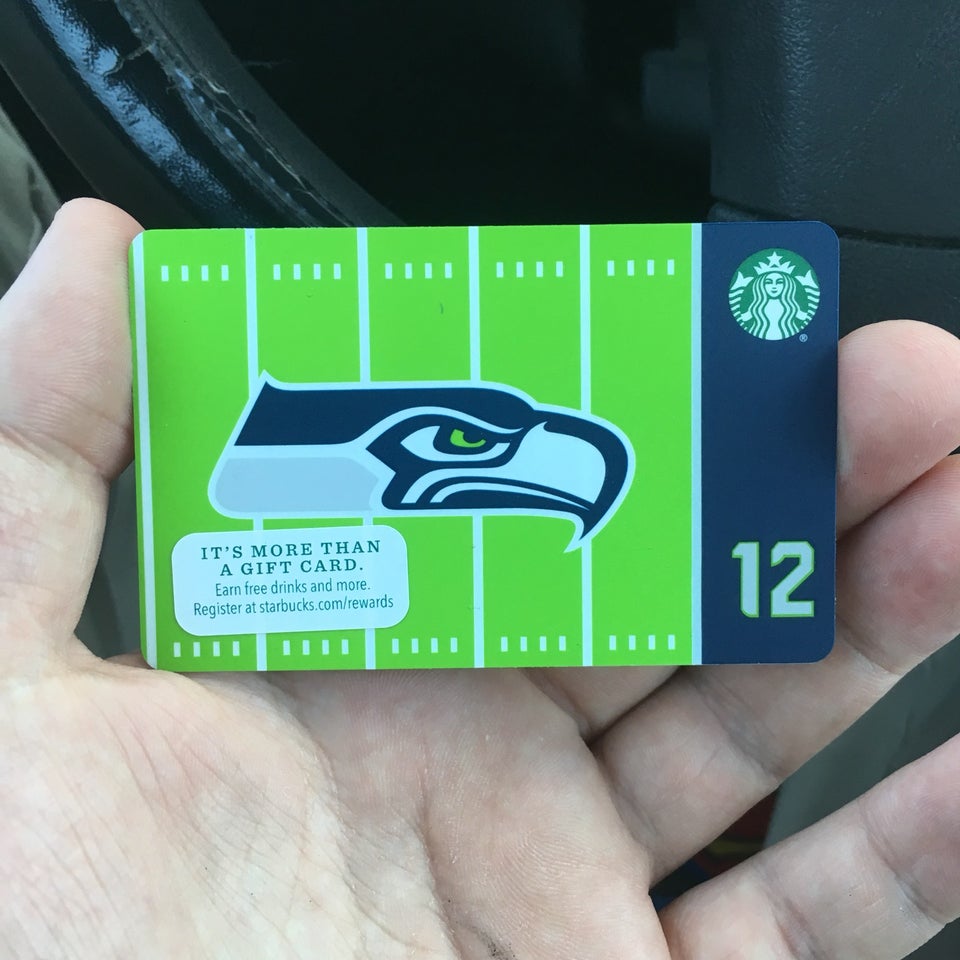 IT'S MORE THAN
A GIFT CARD.
Earn free drinks and more.
Register at starbucks.com/rewards
®
12